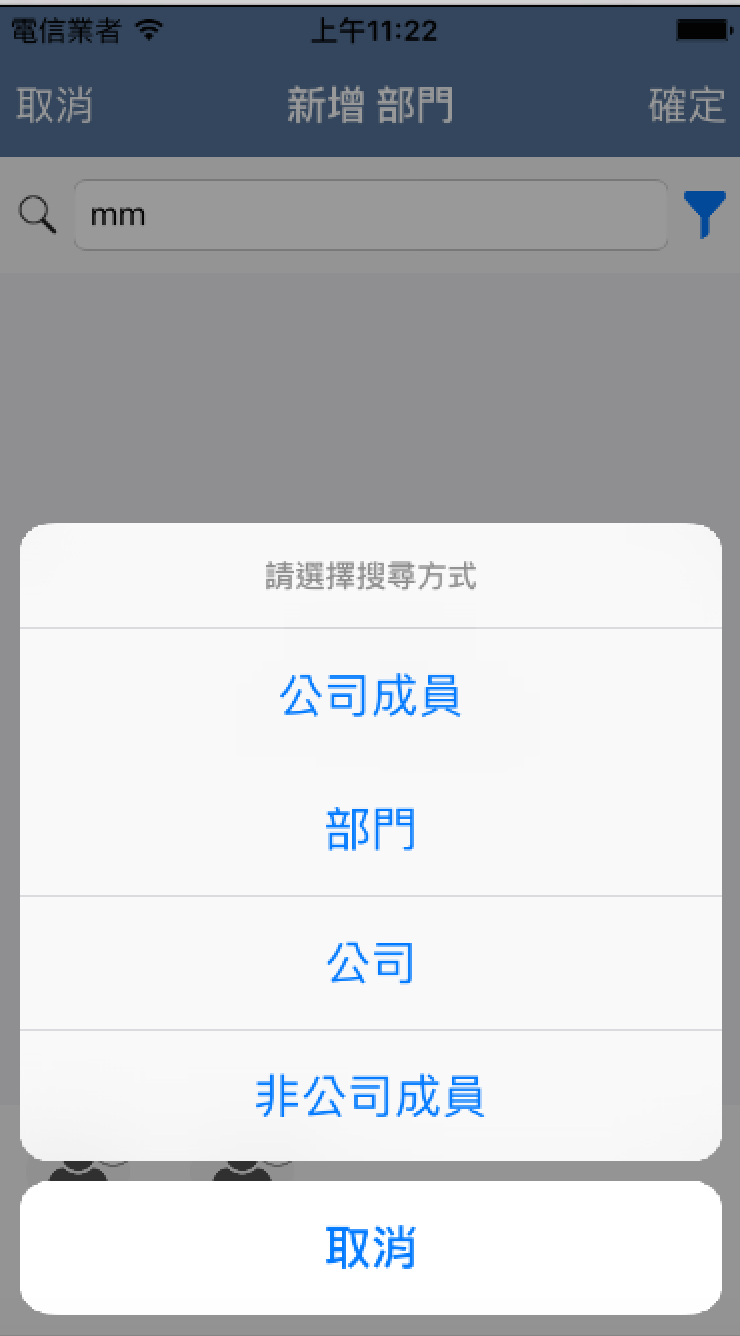 電信業者 上午11:22
取消 新增 部門 確定
mm
請選擇搜尋方式
公司成員
部門
公司
非公司成員
取消